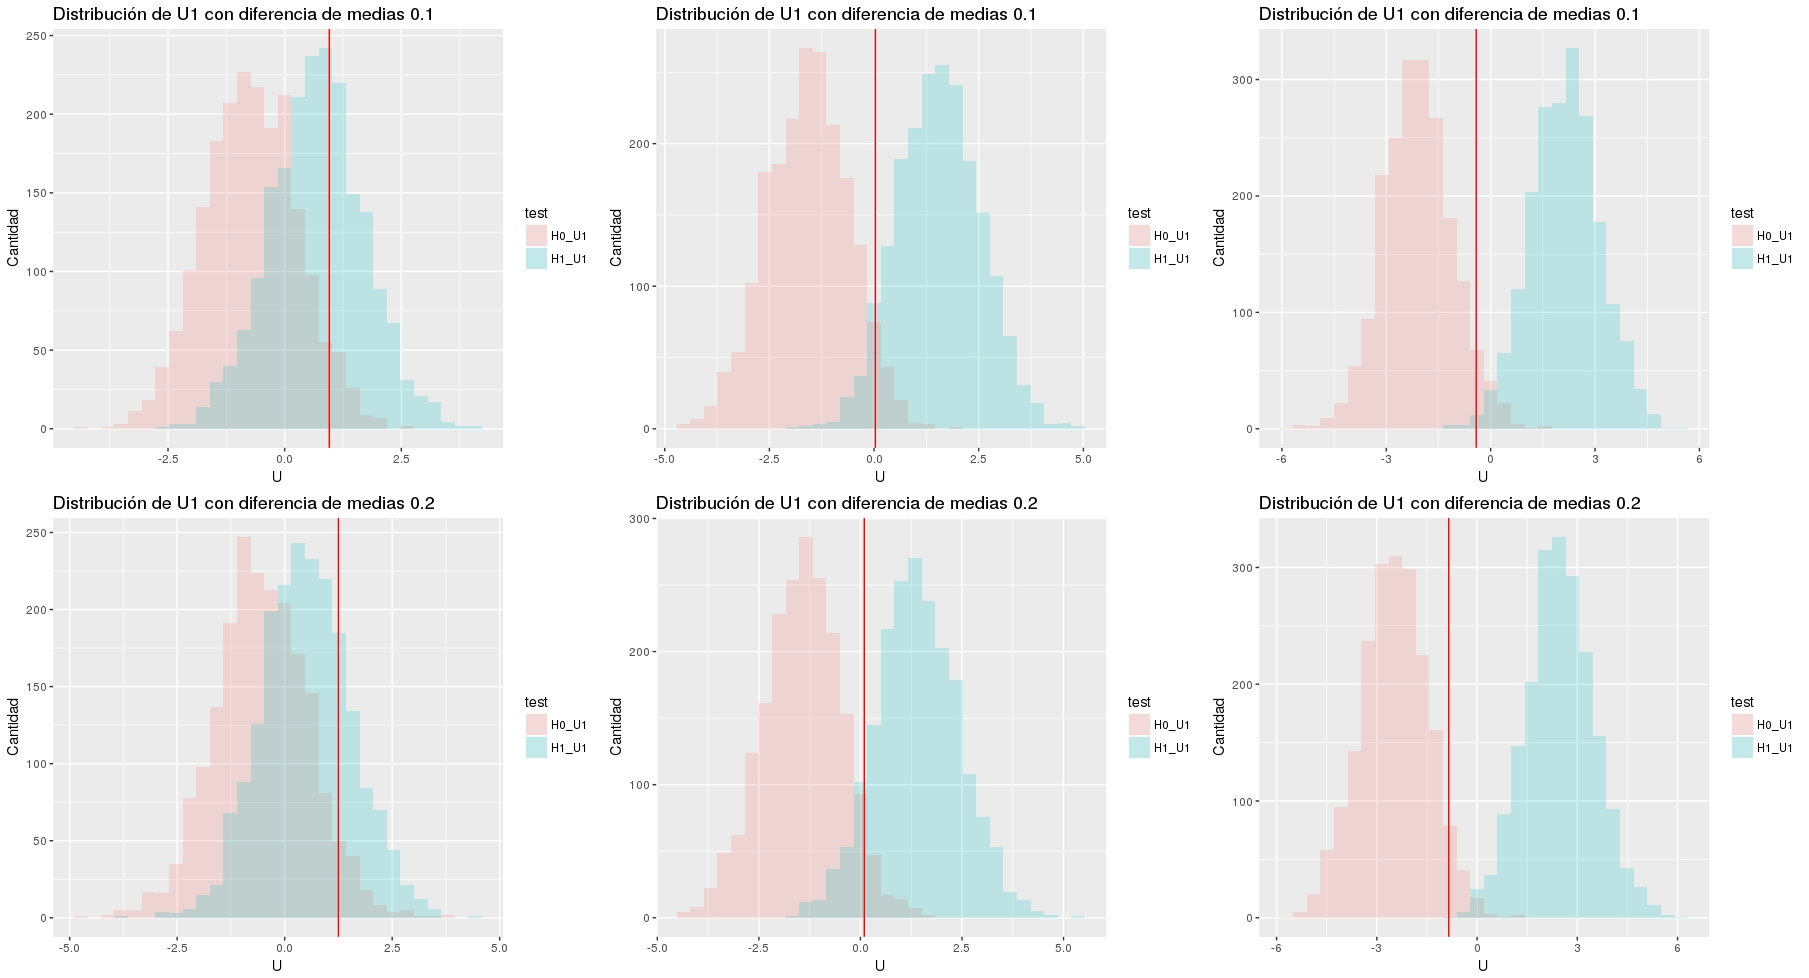 Distribución de U1 con diferencia de medias 0.1
250
200
150
100
50
0
-2.5
0.0
2.5
Cantidad
U
test
H0_U1
H1_U1
Distribución de U1 con diferencia de medias 0.1
200
100
0
-5.0
-2.5
0.0
2.5
5.0
Cantidad
U
test
H0_U1
H1_U1
Distribución de U1 con diferencia de medias 0.1
300
200
100
0
-6
-3
0
3
6
Cantidad
U
test
H0_U1
H1_U1
Distribución de U1 con diferencia de medias 0.2
250
200
150
100
50
0
-5.0
-2.5
0.0
2.5
5.0
Cantidad
U
test
H0_U1
H1_U1
Distribución de U1 con diferencia de medias 0.2
300
200
100
0
-5.0
-2.5
0.0
2.5
5.0
Cantidad
U
test
H0_U1
H1_U1
Distribución de U1 con diferencia de medias 0.2
300
200
100
0
-6
-3
0
3
6
Cantidad
U
test
H0_U1
H1_U1